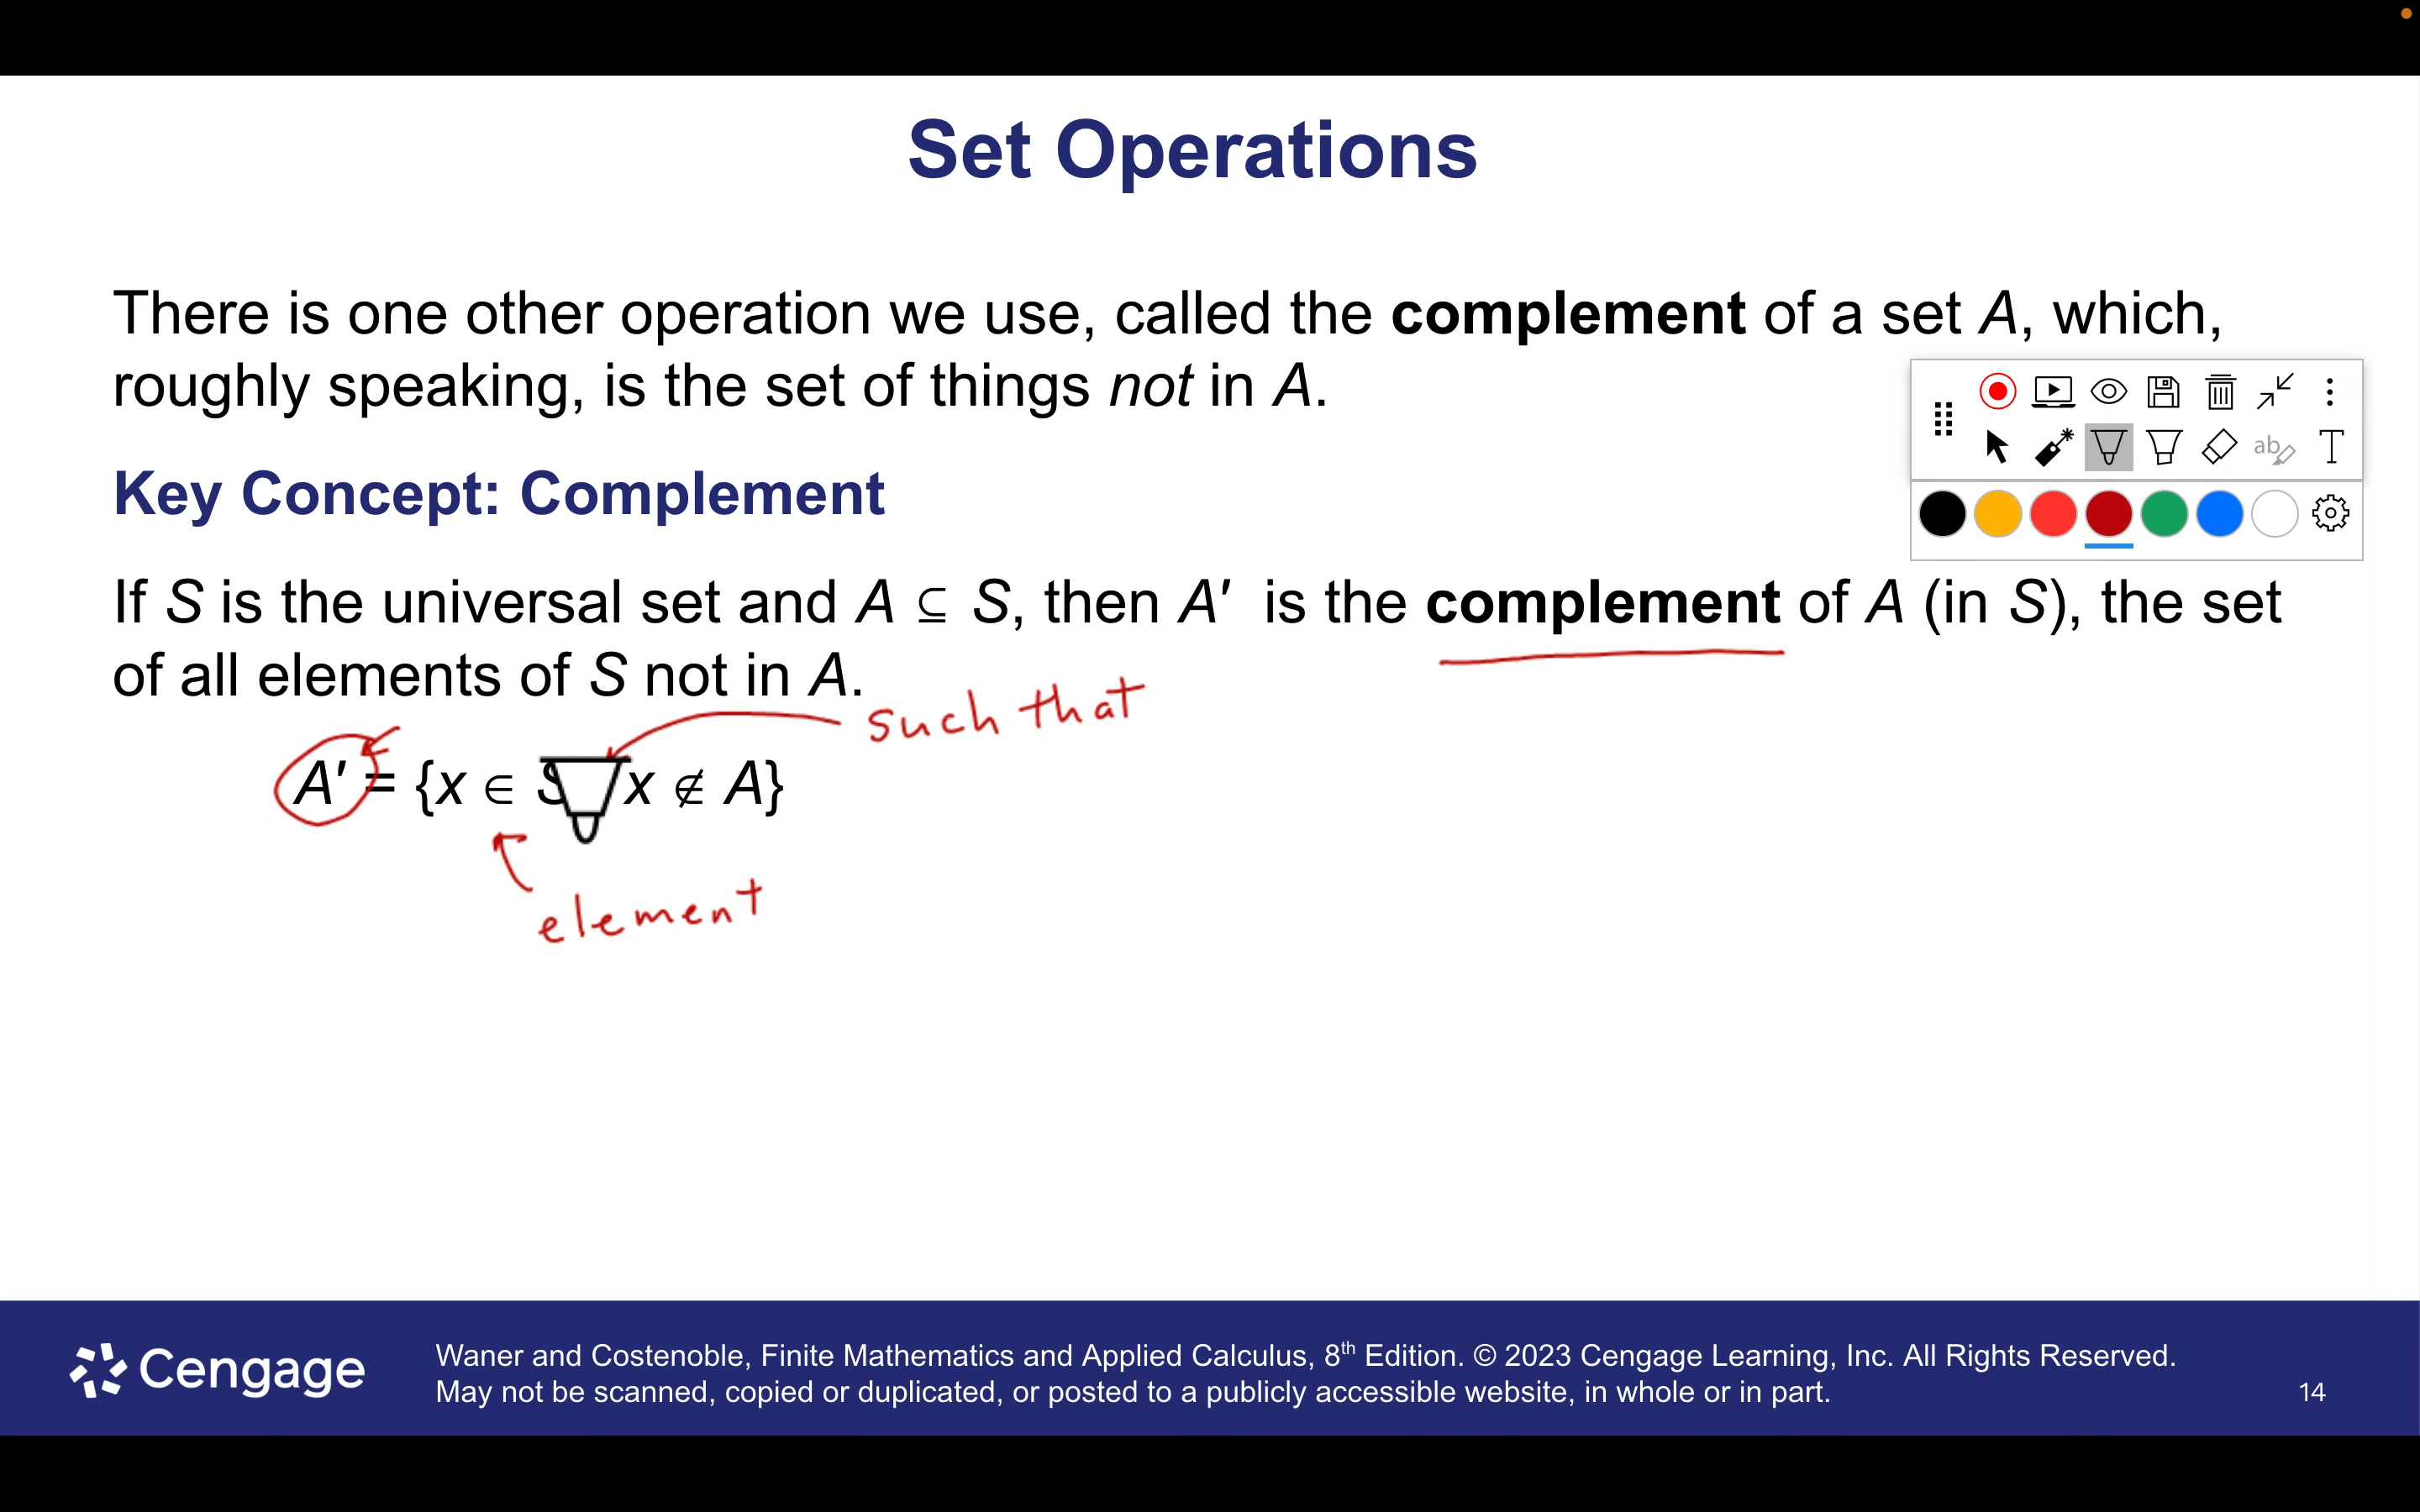 Set Operations
There is one other operation we use, called the complement of a set A, which,
roughly speaking, is the set of things not in A.
ab
T
Key Concept: Complement
If S is the universal set and A ⊆ S, then A′ is the complement of A (in S), the set
of all elements of S not in A.
such that
A′ = {x ∈ S x ∉ A}
element
Cengage
Waner and Costenoble, Finite Mathematics and Applied Calculus, 8th Edition. © 2023 Cengage Learning, Inc. All Rights Reserved.
May not be scanned, copied or duplicated, or posted to a publicly accessible website, in whole or in part.
14